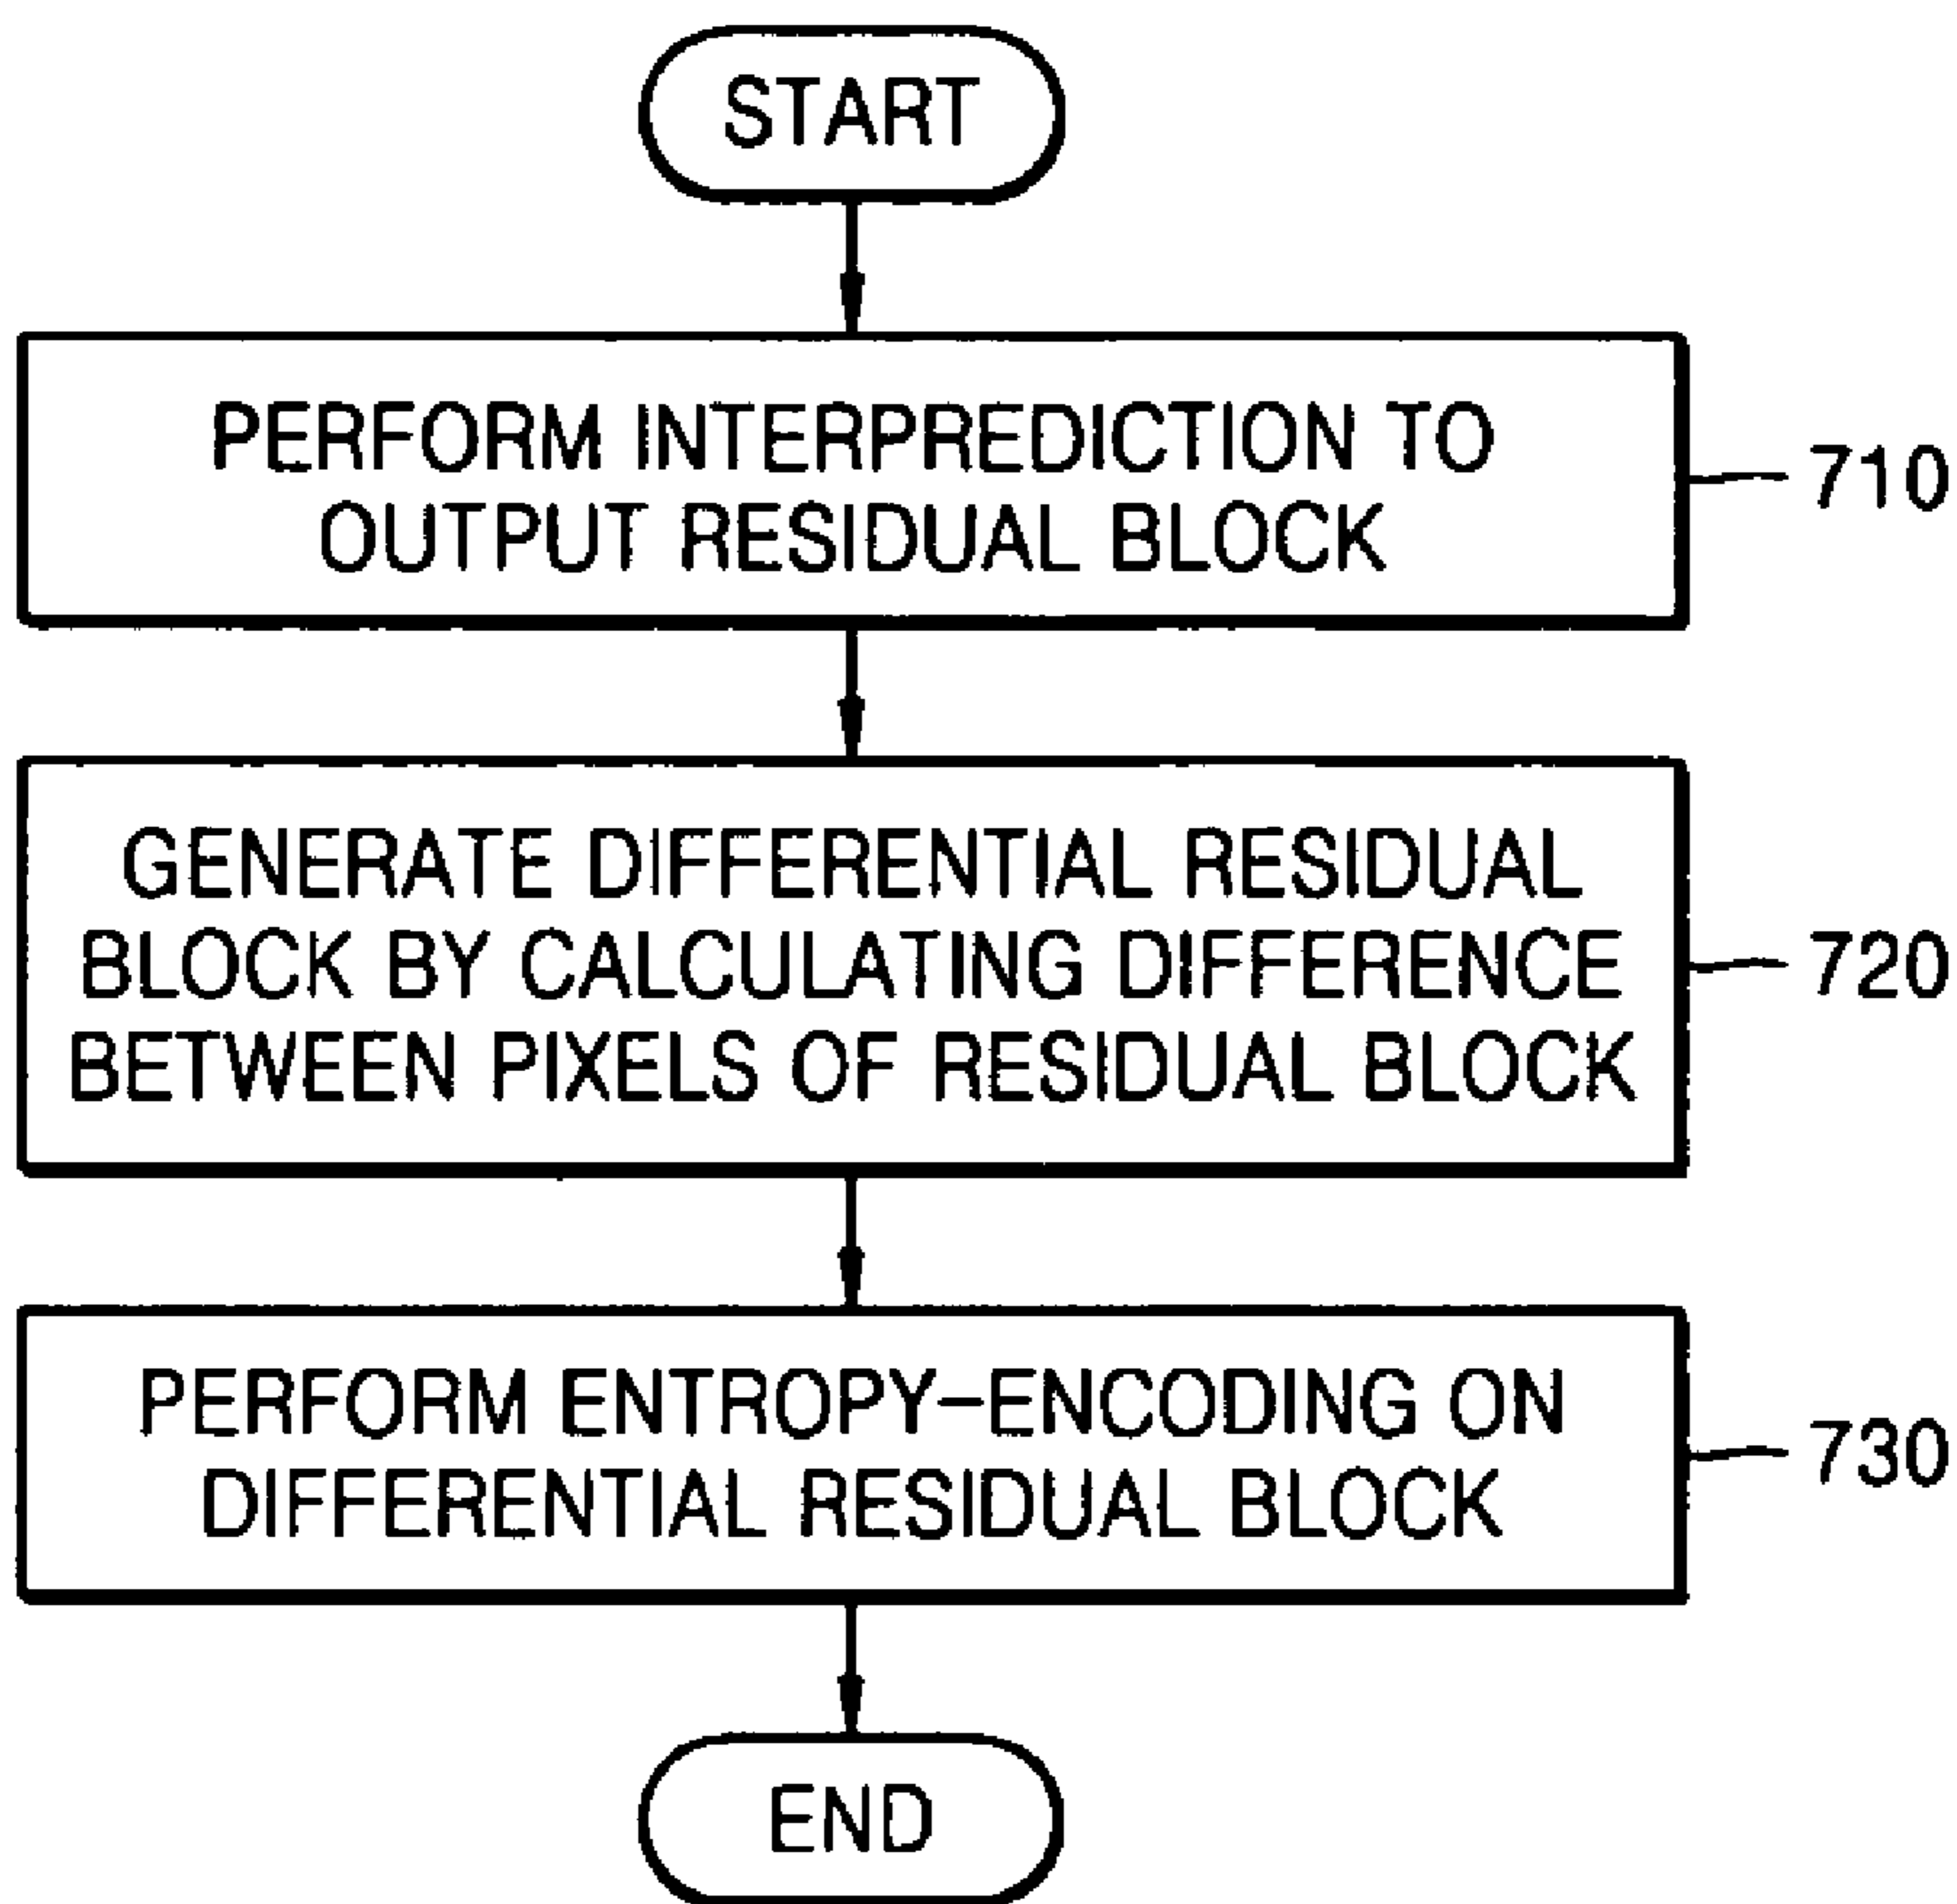 START
PERFORM INTERPREDICTION TO
OUTPUT RESIDUAL BLOCK
710
GENERATE DIFFERENTIAL RESIDUAL
BLOCK BY CALCULATING DIFFERENCE
BETWEEN PIXELS OF RESIDUAL BLOCK
720
PERFORM ENTROPY-ENCODING ON
DIFFERENTIAL RESIDUAL BLOCK
730
END